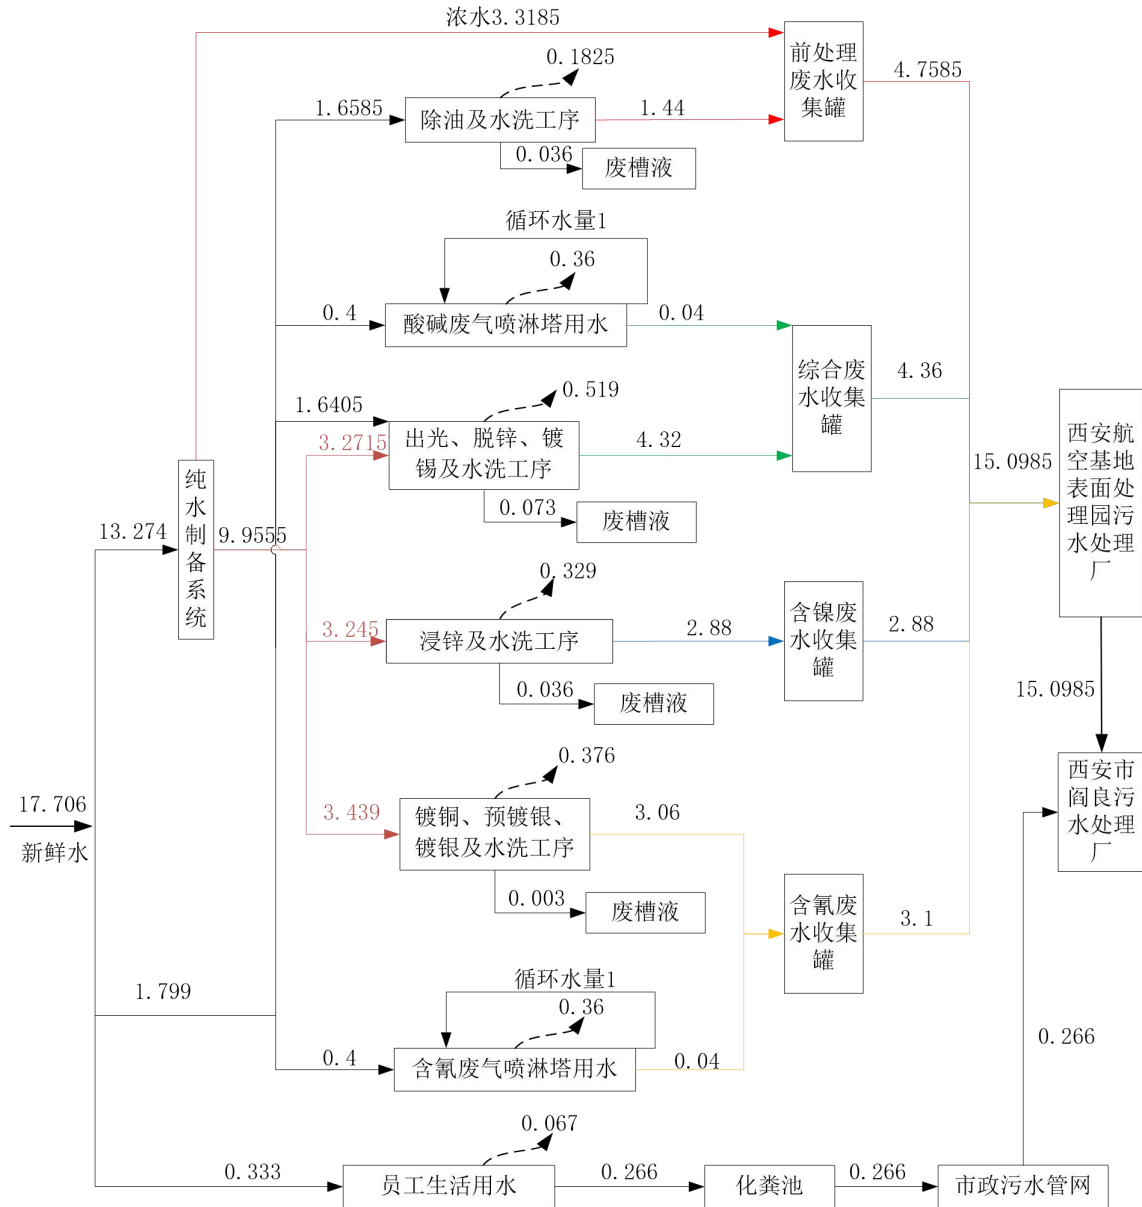 浓水3.3185
0.1825
1.6585
除油及水洗工序
1.44
0.036
废槽液
前处理
废水收
集罐
4.7585
循环水量1
0.36
0.4
酸碱废气喷淋塔用水
0.04
综合废
水收集
罐
4.36
0.519
1.6405
3.2715
出光、脱锌、镀
锡及水洗工序
4.32
0.073
废槽液
西安航
空基地
表面处
理园污
水处理
厂
15.0985
纯
水
制
备
系
统
13.274
9.9555
0.329
3.245
浸锌及水洗工序
2.88
0.036
废槽液
含镍废
水收集
罐
2.88
15.0985
0.376
3.439
镀铜、预镀银、
镀银及水洗工序
3.06
0.003
废槽液
含氰废
水收集
罐
3.1
西安市
阎良污
水处理
厂
17.706
新鲜水
1.799
循环水量1
0.36
0.4
含氰废气喷淋塔用水
0.04
0.266
0.067
0.333
员工生活用水
0.266
化粪池
0.266
市政污水管网